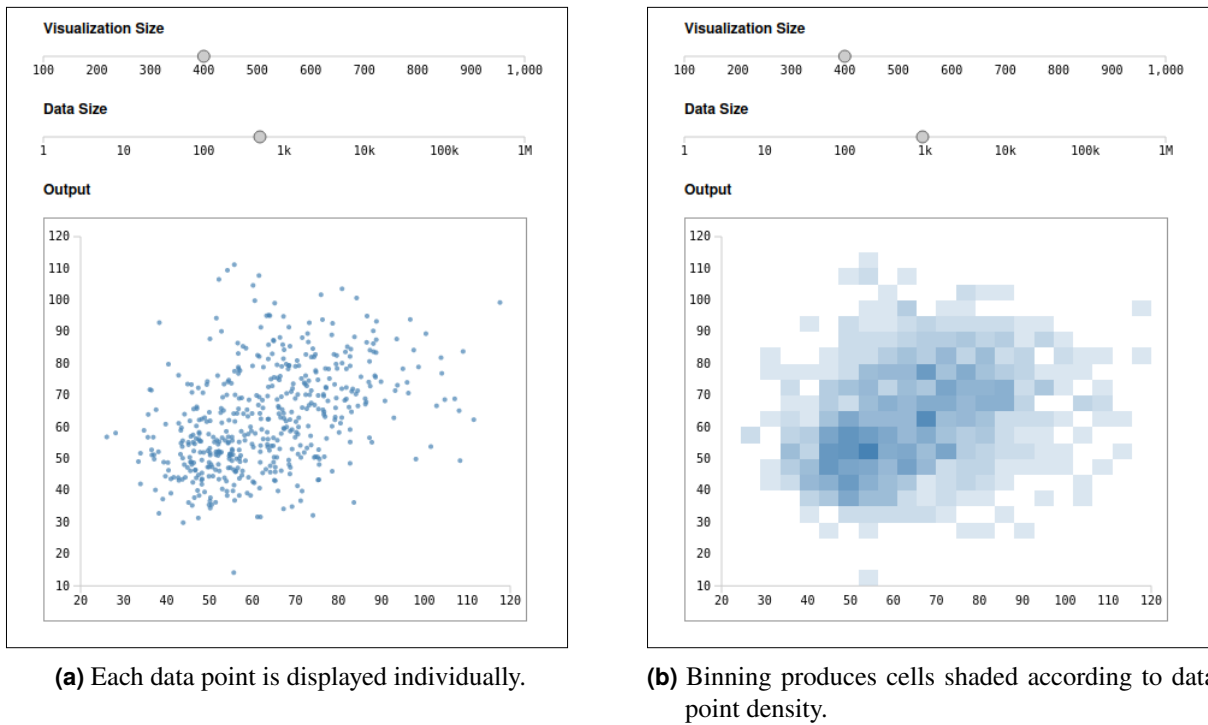 Visualization Size
100 200 300 400 500 600 700 800 900 1,000
Data Size
1 10 100 1k 10k 100k 1M
Output
120
110
100
90
80
70
60
50
40
30
20
10
20 30 40 50 60 70 80 90 100 110 120
(a) Each data point is displayed individually.
Visualization Size
100 200 300 400 500 600 700 800 900 1,000
Data Size
1 10 100 1k 10k 100k 1M
Output
120
110
100
90
80
70
60
50
40
30
20
10
20 30 40 50 60 70 80 90 100 110 120
(b) Binning produces cells shaded according to data
point density.